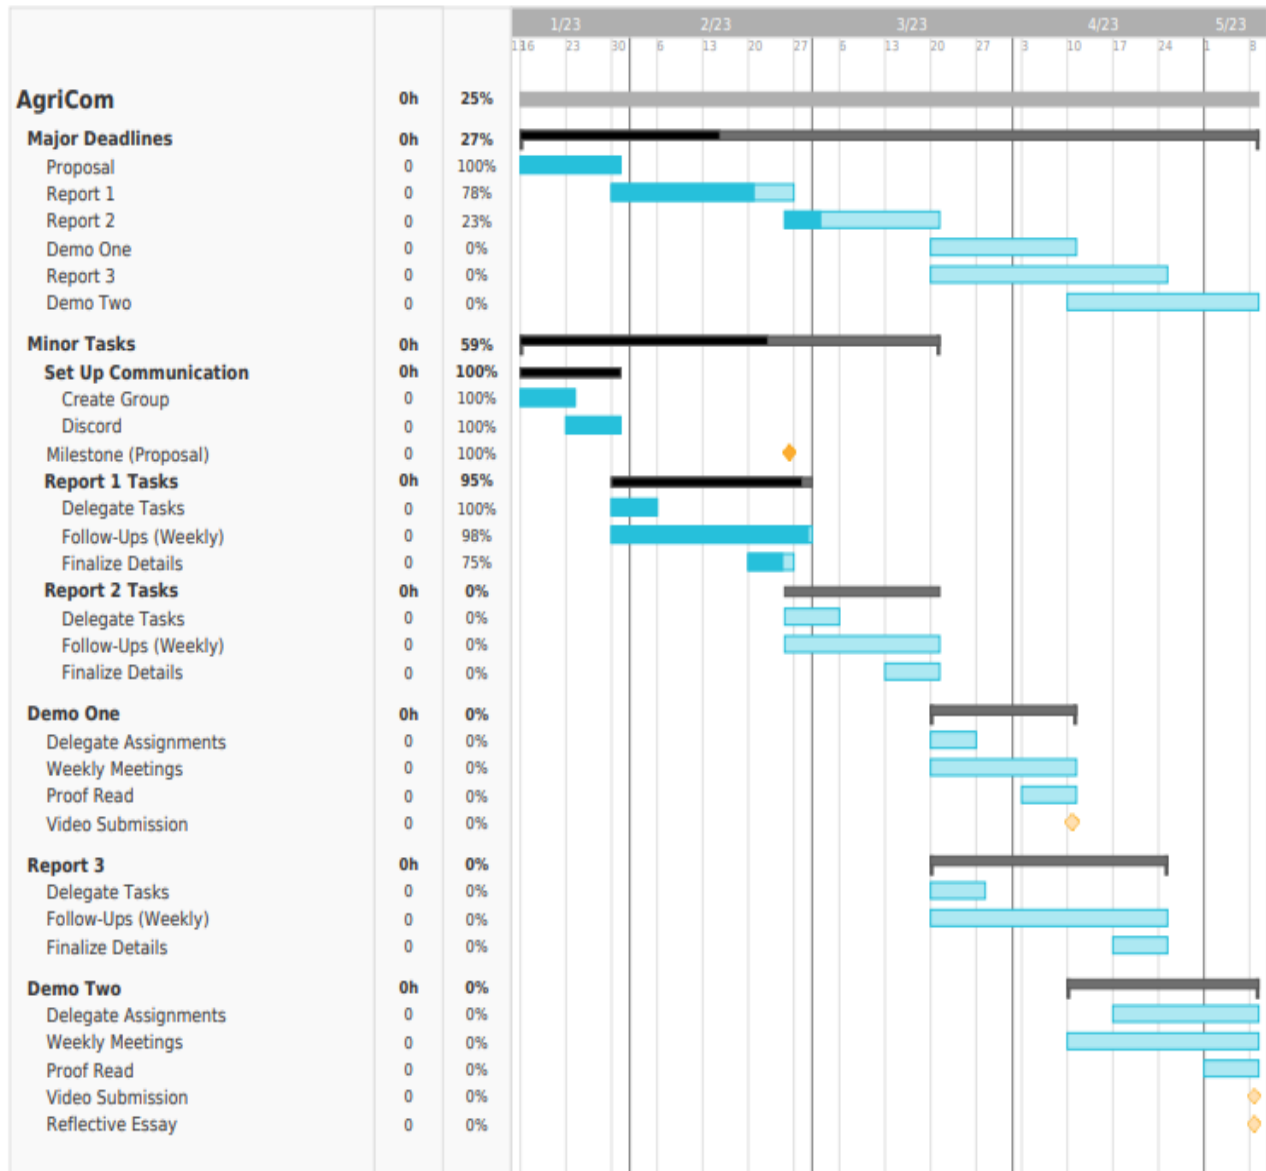 1/23 2/23 3/23 4/23 5/23
16 23 30 6 13 20 27 6 13 20 27 3 10 17 24 1 8
AgriCom 0h 25%
Major Deadlines 0h 27%
Proposal 0 100%
Report 1 0 78%
Report 2 0 23%
Demo One 0 0%
Report 3 0 0%
Demo Two 0 0%
Minor Tasks 0h 59%
Set Up Communication 0h 100%
Create Group 0 100%
Discord 0 100%
Milestone (Proposal) 0 100%
Report 1 Tasks 0h 95%
Delegate Tasks 0 100%
Follow-Ups (Weekly) 0 98%
Finalize Details 0 75%
Report 2 Tasks 0h 0%
Delegate Tasks 0 0%
Follow-Ups (Weekly) 0 0%
Finalize Details 0 0%
Demo One 0h 0%
Delegate Assignments 0 0%
Weekly Meetings 0 0%
Proof Read 0 0%
Video Submission 0 0%
Report 3 0h 0%
Delegate Tasks 0 0%
Follow-Ups (Weekly) 0 0%
Finalize Details 0 0%
Demo Two 0h 0%
Delegate Assignments 0 0%
Weekly Meetings 0 0%
Proof Read 0 0%
Video Submission 0 0%
Reflective Essay 0 0%